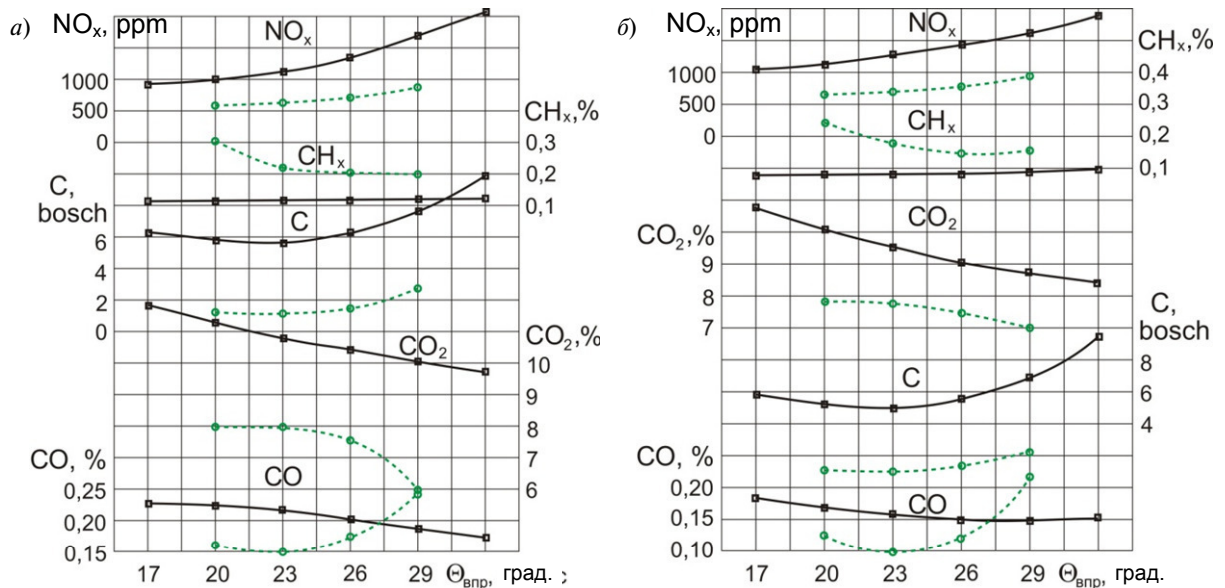 а) NOₓ, ppm
NOₓ
1000
500
0
CHₓ,%
0,3
0,2
0,1
CHₓ
C,
bosch
6
4
2
0
C
CO₂
CO₂,%
10
9
8
7
6
CO, %
0,25
0,20
0,15
CO
17 20 23 26 29 Θвпр, град.
б) NOₓ, ppm
NOₓ
1000
500
0
CHₓ,%
0,4
0,3
0,2
0,1
CHₓ
CO₂,%
9
8
7
CO₂
C,
bosch
8
6
4
C
CO, %
0,20
0,15
0,10
CO
17 20 23 26 29 Θвпр, град.